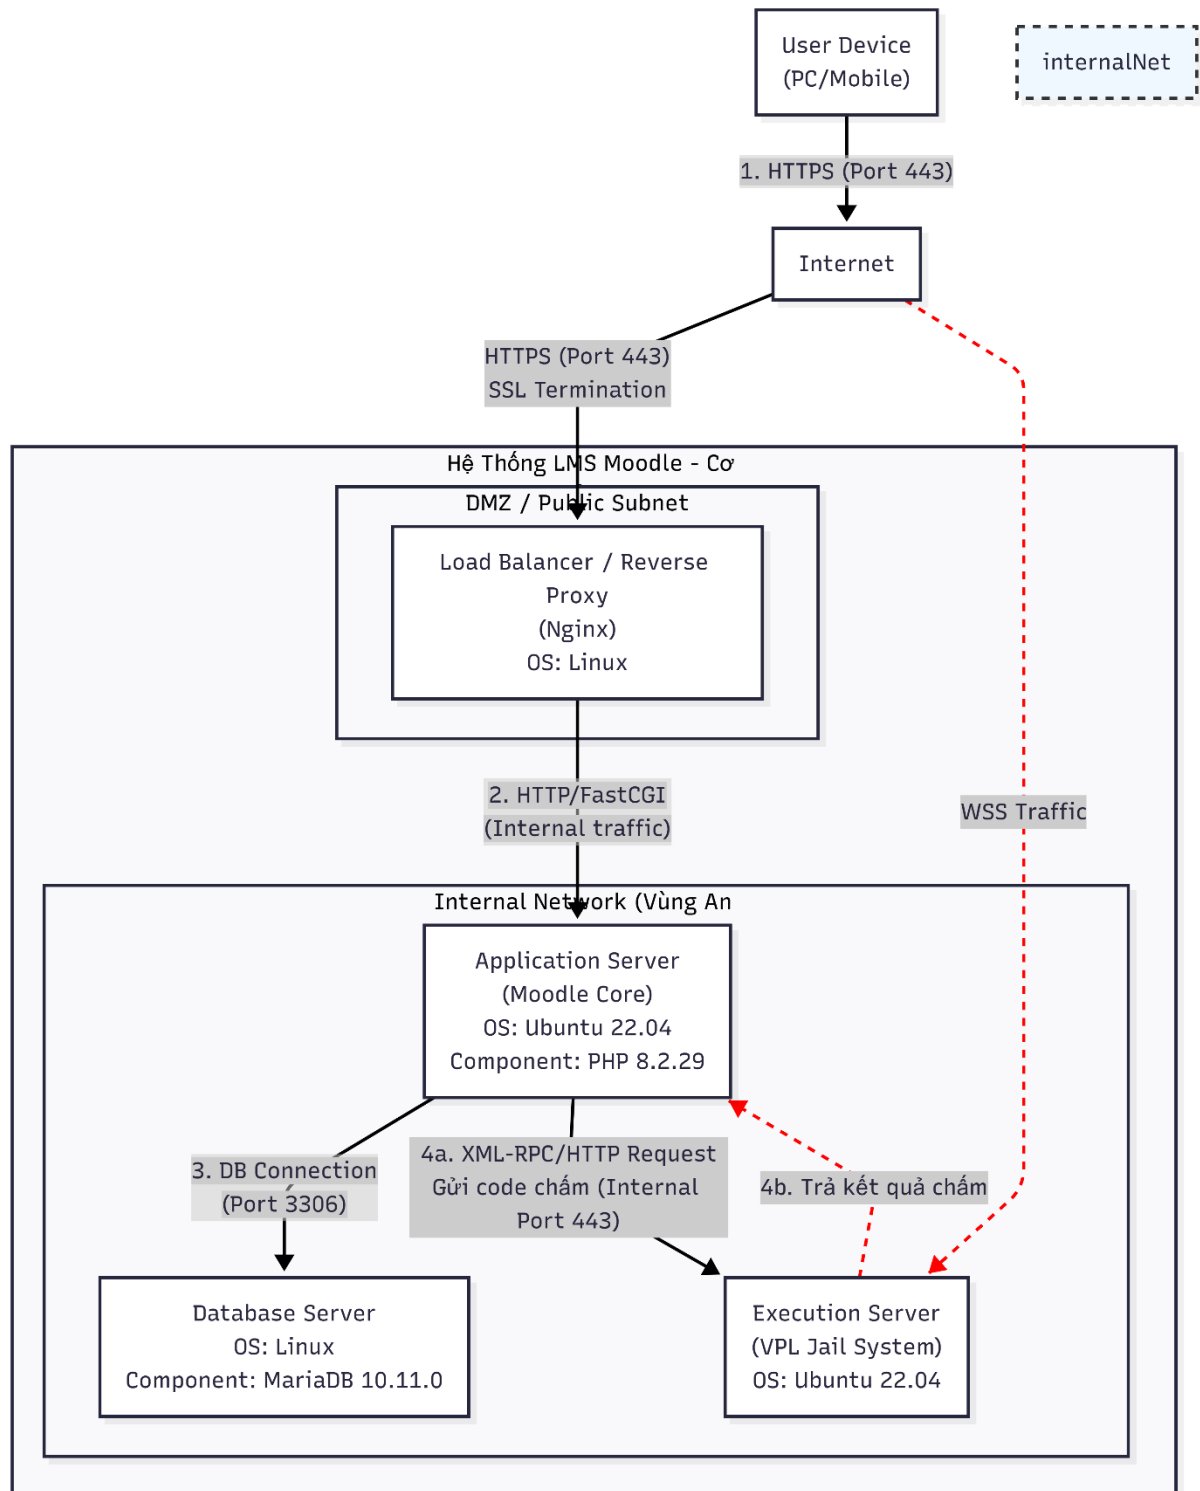 User Device
(PC/Mobile)
internalNet
1. HTTPS (Port 443)
Internet
HTTPS (Port 443)
SSL Termination
Hệ Thống LMS Moodle - Cơ
DMZ / Public Subnet
Load Balancer / Reverse
Proxy
(Nginx)
OS: Linux
2. HTTP/FastCGI
(Internal traffic)
WSS Traffic
Internal Network (Vùng An
Application Server
(Moodle Core)
OS: Ubuntu 22.04
Component: PHP 8.2.29
3. DB Connection
(Port 3306)
4a. XML-RPC/HTTP Request
Gửi code chấm (Internal
Port 443)
4b. Trả kết quả chấm
Database Server
OS: Linux
Component: MariaDB 10.11.0
Execution Server
(VPL Jail System)
OS: Ubuntu 22.04